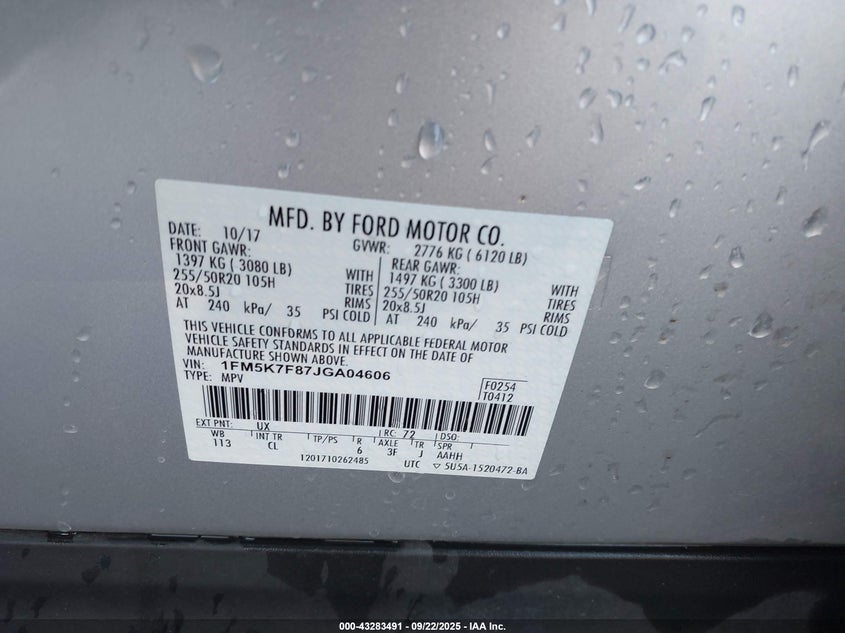 MFD. BY FORD MOTOR CO.
DATE: 10/17 GVWR: 2776 KG ( 6120 LB)
FRONT GAWR: REAR GAWR:
1397 KG ( 3080 LB) WITH 1497 KG ( 3300 LB) WITH
255/50R20 105H TIRES 255/50R20 105H TIRES
20x8.5J RIMS 20x8.5J RIMS
AT 240 kPa/ 35 PSI COLD AT 240 kPa/ 35 PSI COLD
THIS VEHICLE CONFORMS TO ALL APPLICABLE FEDERAL MOTOR
VEHICLE SAFETY STANDARDS IN EFFECT ON THE DATE OF
MANUFACTURE SHOWN ABOVE.
VIN: 1FM5K7F87JGA04606
TYPE: MPV
F0254
T0412
EXT PNT: UX RC: 72 DSO:
WB INT TR TP/PS R AXLE TR SPR
113 CL 6 3F J AAHH
1201710262485 UTC ▽ 5U5A-1520472-BA
000-43283491 - 09/22/2025 - IAA Inc.